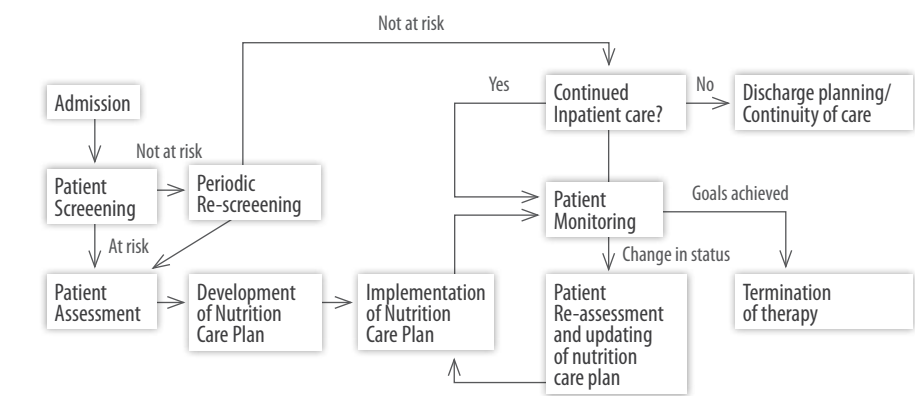 Not at risk
Admission
Yes
Continued
Inpatient care?
No
Discharge planning/
Continuity of care
Not at risk
Patient
Screeening
Periodic
Re-screeening
Patient
Monitoring
Goals achieved
At risk
Change in status
Patient
Assessment
Development
of Nutrition
Care Plan
Implementation
of Nutrition
Care Plan
Patient
Re-assessment
and updating
of nutrition
care plan
Termination
of therapy